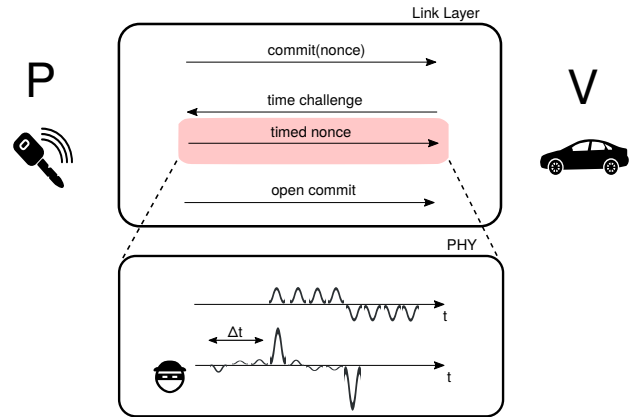 Link Layer
P
V
commit(nonce)
time challenge
timed nonce
open commit
PHY
t
Δt
t